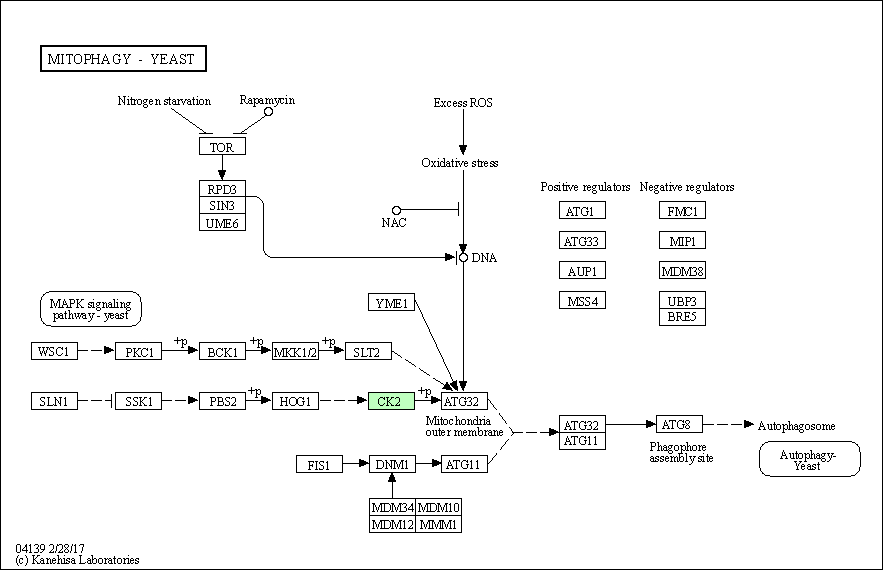 MITOPHAGY - YEAST
Nitrogen starvation
Rapamycin
Excess ROS
TOR
Oxidative stress
RPD3
SIN3
UME6
NAC
DNA
Positive regulators
Negative regulators
ATG1
FMC1
ATG33
MIP1
AUP1
MDM38
MSS4
UBP3
BRE5
MAPK signaling
pathway - yeast
YME1
WSC1
PKC1
+p
BCK1
+p
MKK1/2
+p
SLT2
SLN1
SSK1
PBS2
+p
HOG1
CK2
+p
ATG32
Mitochondria
outer membrane
ATG32
ATG11
ATG8
Autophagosome
Phagophore
assembly site
Autophagy-
Yeast
FIS1
DNM1
ATG11
MDM34
MDM10
MDM12
MMM1
04139 2/28/17
(c) Kanehisa Laboratories